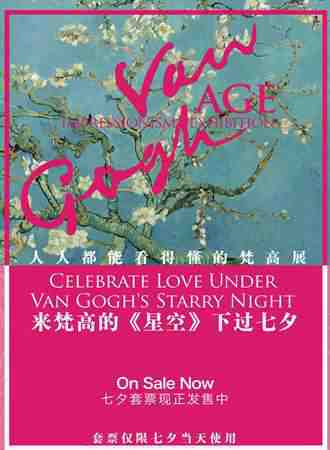 Van
AGE
IMPRESSIONISM EXHIBITION
Gogh
人人都能看得懂的梵高展
CELEBRATE LOVE UNDER
VAN GOGH'S STARRY NIGHT
来梵高的《星空》下过七夕
On Sale Now
七夕套票现正发售中
套票仅限七夕当天使用